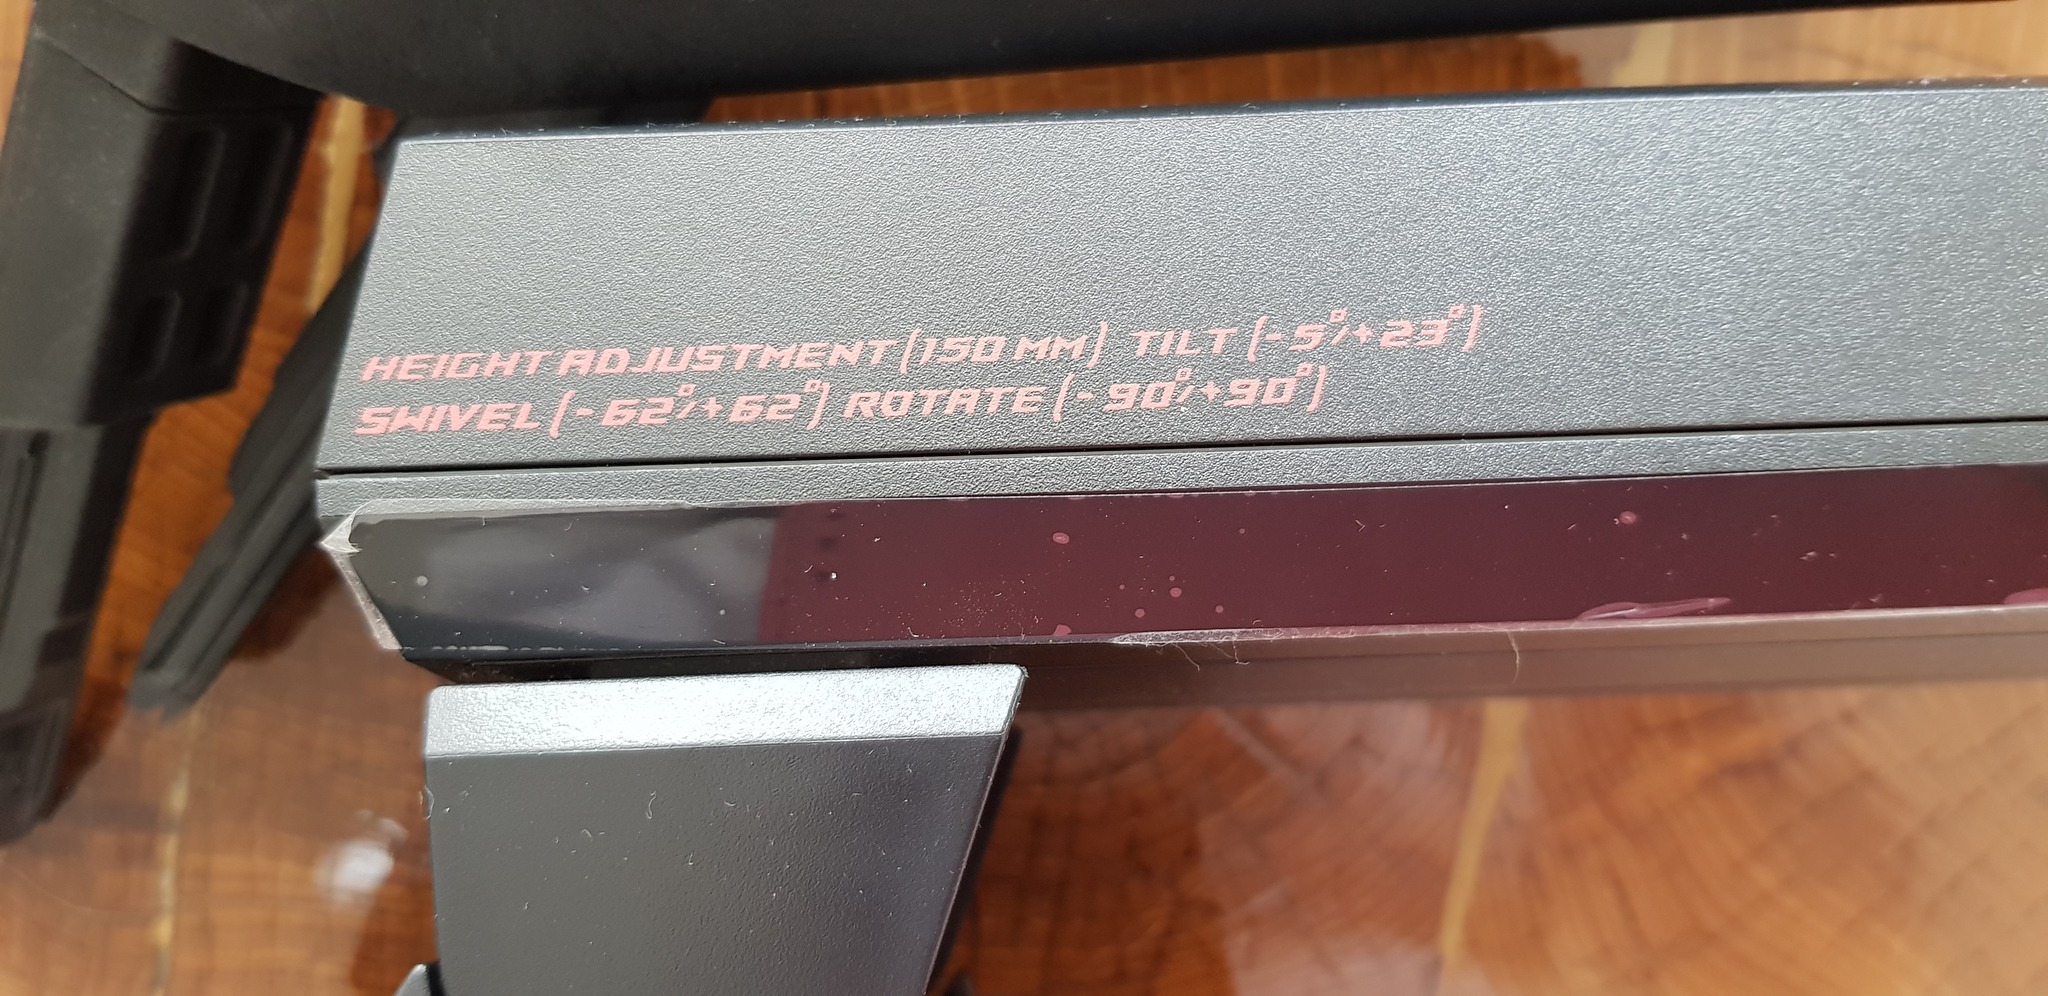 HEIGHT ADJUSTMENT (150 MM) TILT (-5°/+23°)
SWIVEL (-62°/+62°) ROTATE (-90°/+90°)